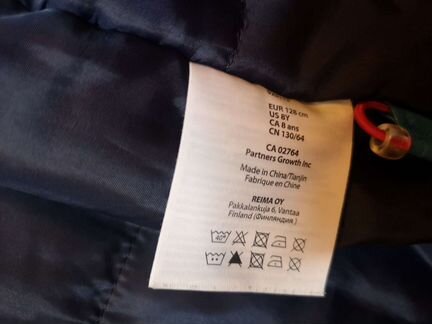 EUR 128 cm
US 8Y
CA 8 ans
CN 130/64
CA 02764
Partners Growth Inc
Made in China/Tianjin
Fabrique en Chine
REIMA OY
Pakkalankuja 6, Vantaa
Finland (Финляндия)
40°